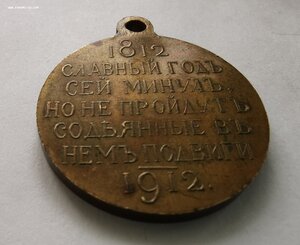 1812
СЛАВНЫЙ ГОДЪ
СЕЙ МИНУЛЪ,
НО НЕ ПРОЙДУТЪ
СОДѢЯННЫЕ ВЪ
НЕМЪ ПОДВИГИ
1912.